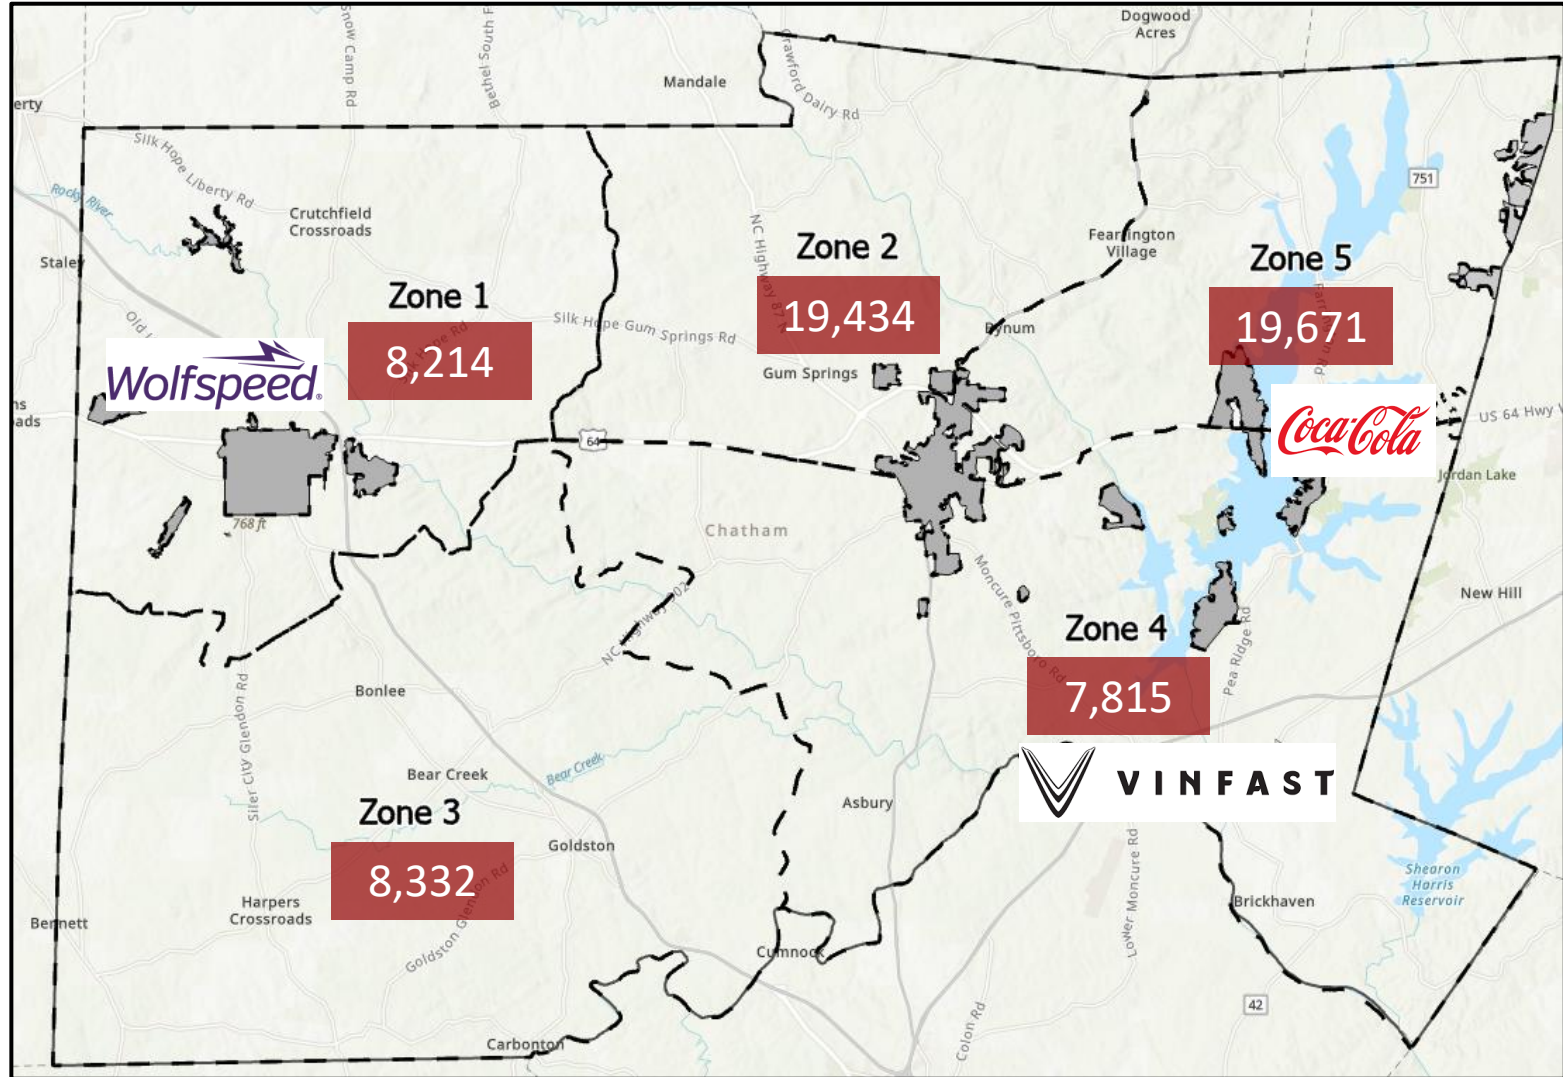 Dogwood
Acres
Snow Camp Rd
Bethel South F
Mandale
Crawford Dairy Rd
erty
Silk Hope Liberty Rd
Rocky River
Crutchfield
Crossroads
751
NC Highway 87 N
Zone 2
19,434
Fearrington
Village
Zone 5
19,671
Staley
Zone 1
8,214
Old
Silk Hope Gum Springs Rd
Bynum
Wolfspeed.
Gum Springs
Coca-Cola
US 64 Hwy
64
Jordan Lake
768 ft
Chatham
Moncure Pittsboro Rd
New Hill
Zone 4
7,815
Pea Ridge Rd
Bonlee
Siler City Glendon Rd
Bear Creek
Bear Creek
VINFAST
Zone 3
8,332
Asbury
Goldston
Lower Moncure Rd
Shearon
Harris
Reservoir
Harpers
Crossroads
Goldston Glendon Rd
Brickhaven
Bennett
Cumnock
42
Colon Rd
Carbonton